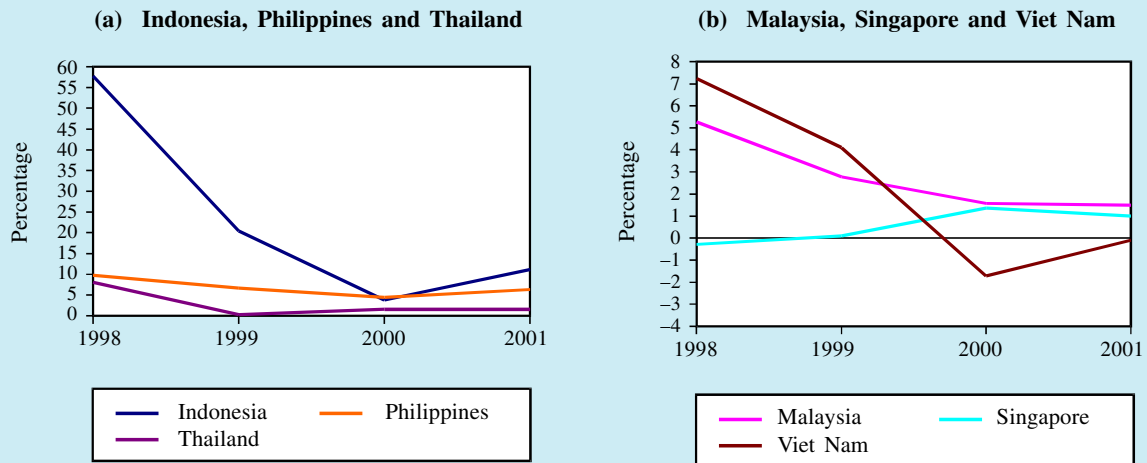 (a) Indonesia, Philippines and Thailand
60
55
50
45
40
35
30
25
20
15
10
5
0
Percentage
1998 1999 2000 2001
Indonesia Philippines
Thailand
(b) Malaysia, Singapore and Viet Nam
8
7
6
5
4
3
2
1
0
–1
–2
–3
–4
Percentage
1998 1999 2000 2001
Malaysia Singapore
Viet Nam